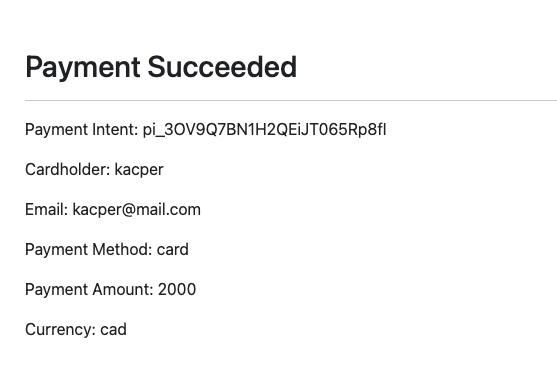 Payment Succeeded
Payment Intent: pi_3OV9Q7BN1H2QEiJT065Rp8fl
Cardholder: kacper
Email: kacper@mail.com
Payment Method: card
Payment Amount: 2000
Currency: cad